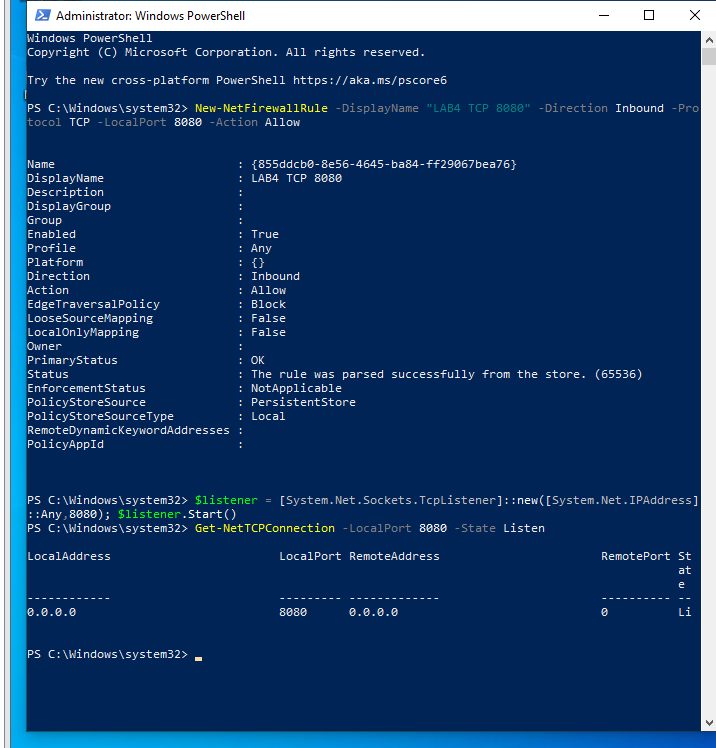 Administrator: Windows PowerShell
Windows PowerShell
Copyright (C) Microsoft Corporation. All rights reserved.
Try the new cross-platform PowerShell https://aka.ms/pscore6
PS C:\Windows\system32> New-NetFirewallRule -DisplayName "LAB4 TCP 8080" -Direction Inbound -Pro
tocol TCP -LocalPort 8080 -Action Allow
Name                          : {855ddcb0-8e56-4645-ba84-ff29067bea76}
DisplayName                   : LAB4 TCP 8080
Description                   :
DisplayGroup                  :
Group                         :
Enabled                       : True
Profile                       : Any
Platform                      : {}
Direction                     : Inbound
Action                        : Allow
EdgeTraversalPolicy           : Block
LooseSourceMapping            : False
LocalOnlyMapping              : False
Owner                         :
PrimaryStatus                 : OK
Status                        : The rule was parsed successfully from the store. (65536)
EnforcementStatus             : NotApplicable
PolicyStoreSource             : PersistentStore
PolicyStoreSourceType         : Local
RemoteDynamicKeywordAddresses :
PolicyAppId                   :
PS C:\Windows\system32> $listener = [System.Net.Sockets.TcpListener]::new([System.Net.IPAddress]
::Any,8080); $listener.Start()
PS C:\Windows\system32> Get-NetTCPConnection -LocalPort 8080 -State Listen
LocalAddress                        LocalPort RemoteAddress                       RemotePort St
at
e
------------                        --------- -------------                       ---------- --
0.0.0.0                             8080      0.0.0.0                             0          Li
PS C:\Windows\system32>